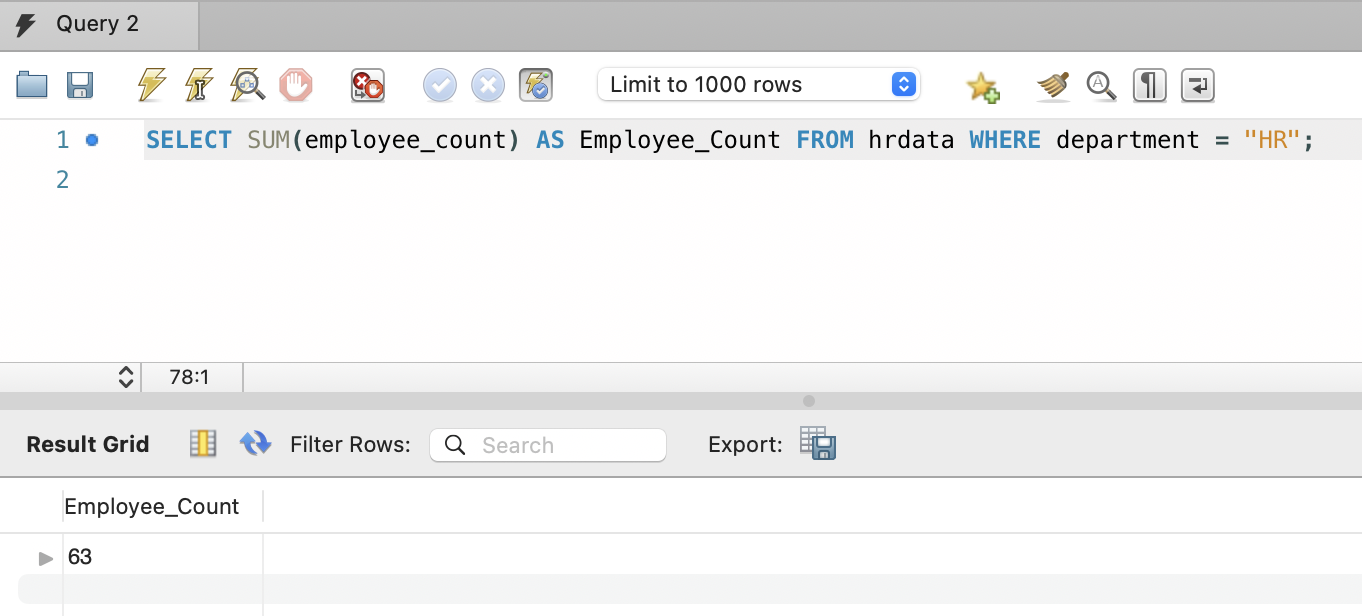 Query 2
Limit to 1000 rows
1 SELECT SUM(employee_count) AS Employee_Count FROM hrdata WHERE department = "HR";
2
78:1
Result Grid Filter Rows: Search Export:
Employee_Count
63